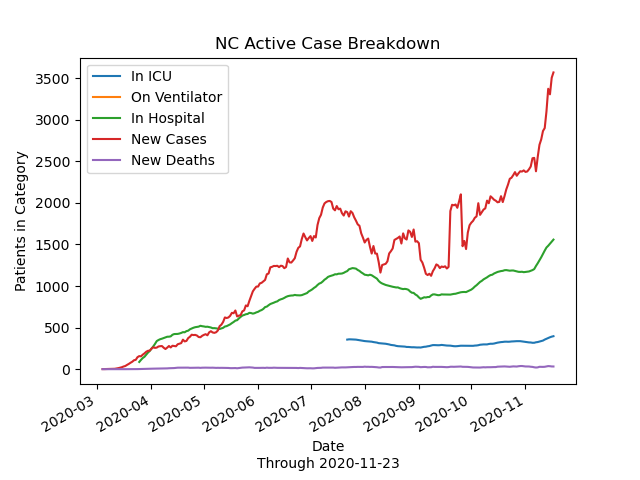 NC Active Case Breakdown
In ICU
On Ventilator
In Hospital
New Cases
New Deaths
Patients in Category
3500
3000
2500
2000
1500
1000
500
0
2020-03
2020-04
2020-05
2020-06
2020-07
2020-08
2020-09
2020-10
2020-11
Date
Through 2020-11-23